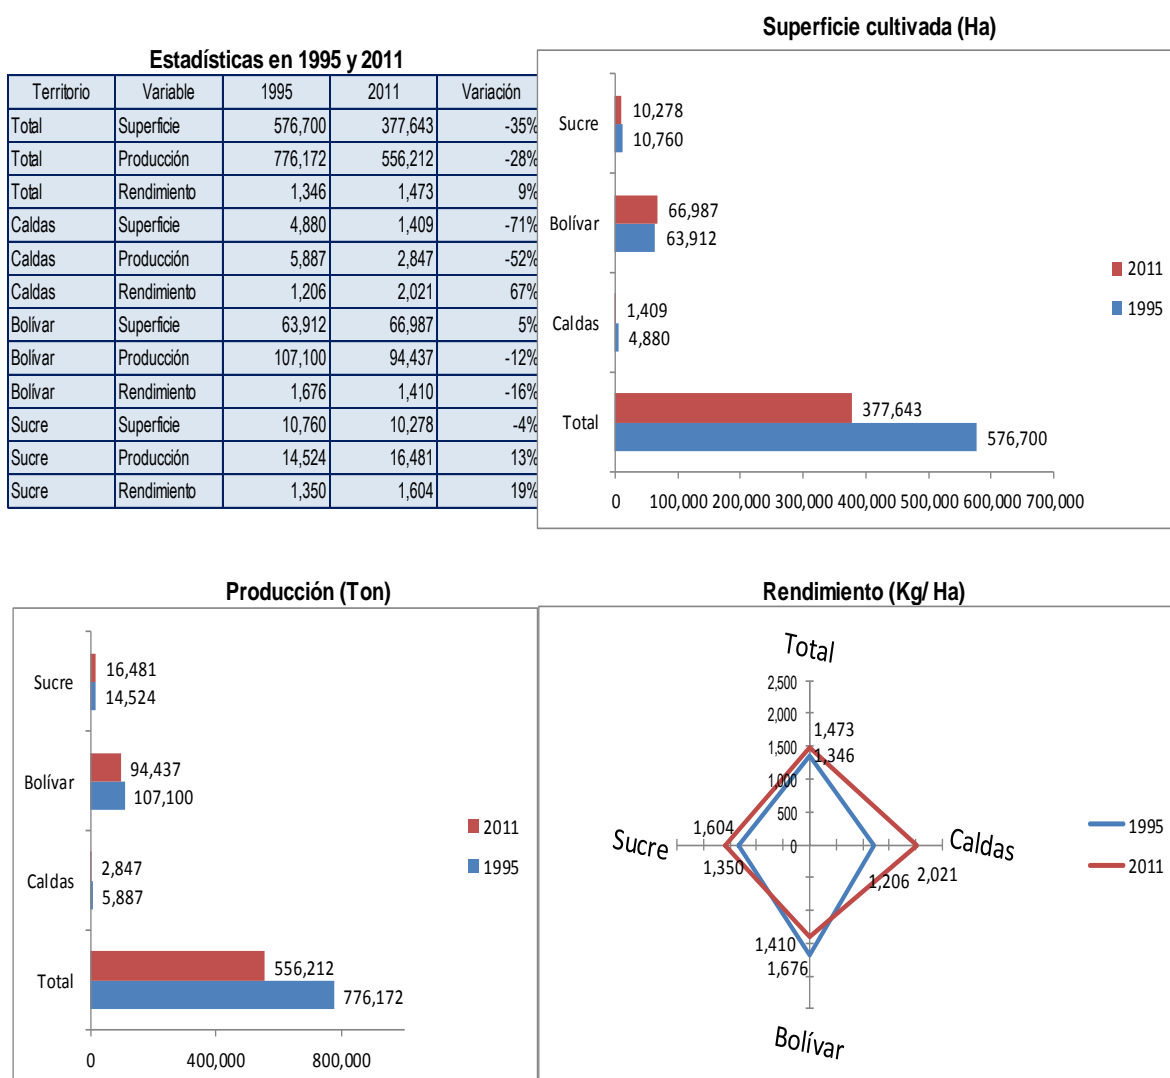 Estadísticas en 1995 y 2011
Territorio Variable 1995 2011 Variación
Total Superficie 576,700 377,643 -35%
Total Producción 776,172 556,212 -28%
Total Rendimiento 1,346 1,473 9%
Caldas Superficie 4,880 1,409 -71%
Caldas Producción 5,887 2,847 -52%
Caldas Rendimiento 1,206 2,021 67%
Bolívar Superficie 63,912 66,987 5%
Bolívar Producción 107,100 94,437 -12%
Bolívar Rendimiento 1,676 1,410 -16%
Sucre Superficie 10,760 10,278 -4%
Sucre Producción 14,524 16,481 13%
Sucre Rendimiento 1,350 1,604 19%
Superficie cultivada (Ha)
10,278
Sucre
10,760
66,987
Bolívar
63,912
2011
1,409
1995
Caldas
4,880
377,643
Total
576,700
0 100,000 200,000 300,000 400,000 500,000 600,000 700,000
Producción (Ton)
16,481
Sucre
14,524
94,437
Bolívar
107,100
2011
2,847
1995
Caldas
5,887
556,212
Total
776,172
0 400,000 800,000
Rendimiento (Kg/ Ha)
Total
2,500
2,000
1,473
1,500
1,346
1,000
500
1,604
1995
Sucre
0
Caldas
1,350
1,206
2,021
2011
1,410
1,676
Bolívar